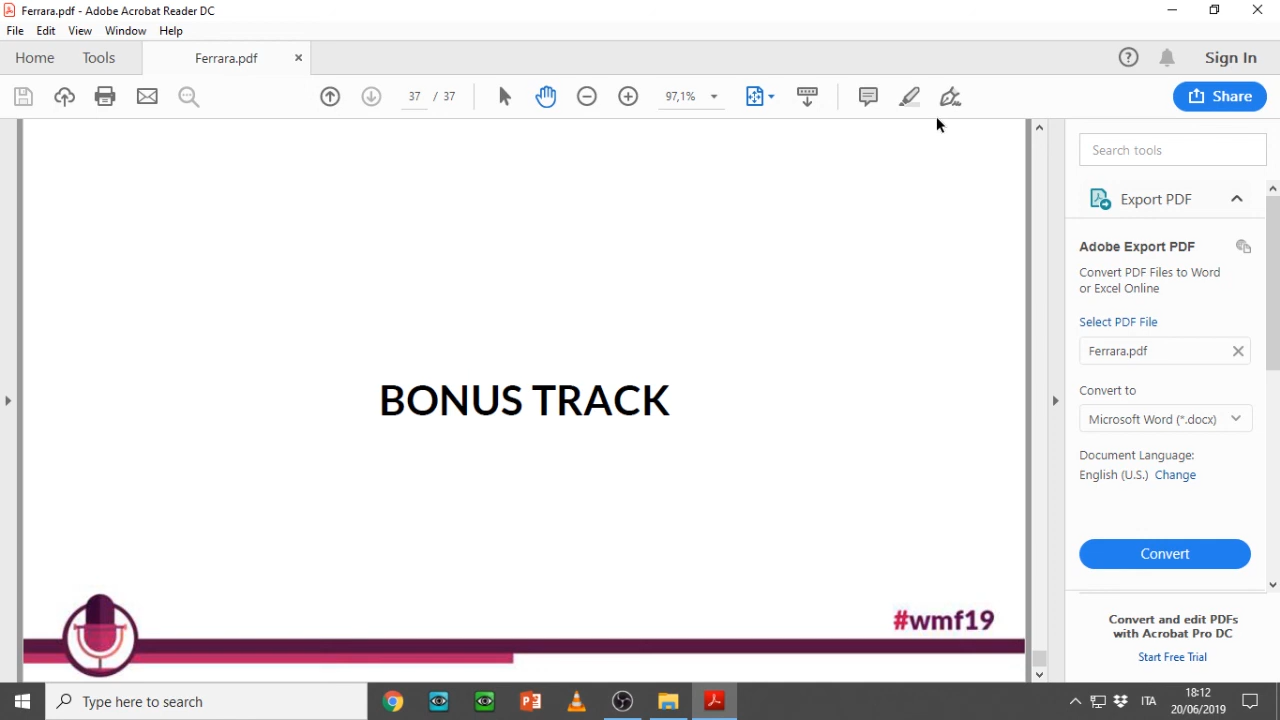 Ferrara.pdf - Adobe Acrobat Reader DC
File Edit View Window Help
Home Tools Ferrara.pdf Sign In
37 / 37 97,1% Share
Search tools
Export PDF
Adobe Export PDF
Convert PDF Files to Word
or Excel Online
Select PDF File
Ferrara.pdf
Convert to
Microsoft Word (*.docx)
Document Language:
English (U.S.) Change
Convert
Convert and edit PDFs
with Acrobat Pro DC
Start Free Trial
BONUS TRACK
#wmf19
Type here to search
ITA
18:12
20/06/2019